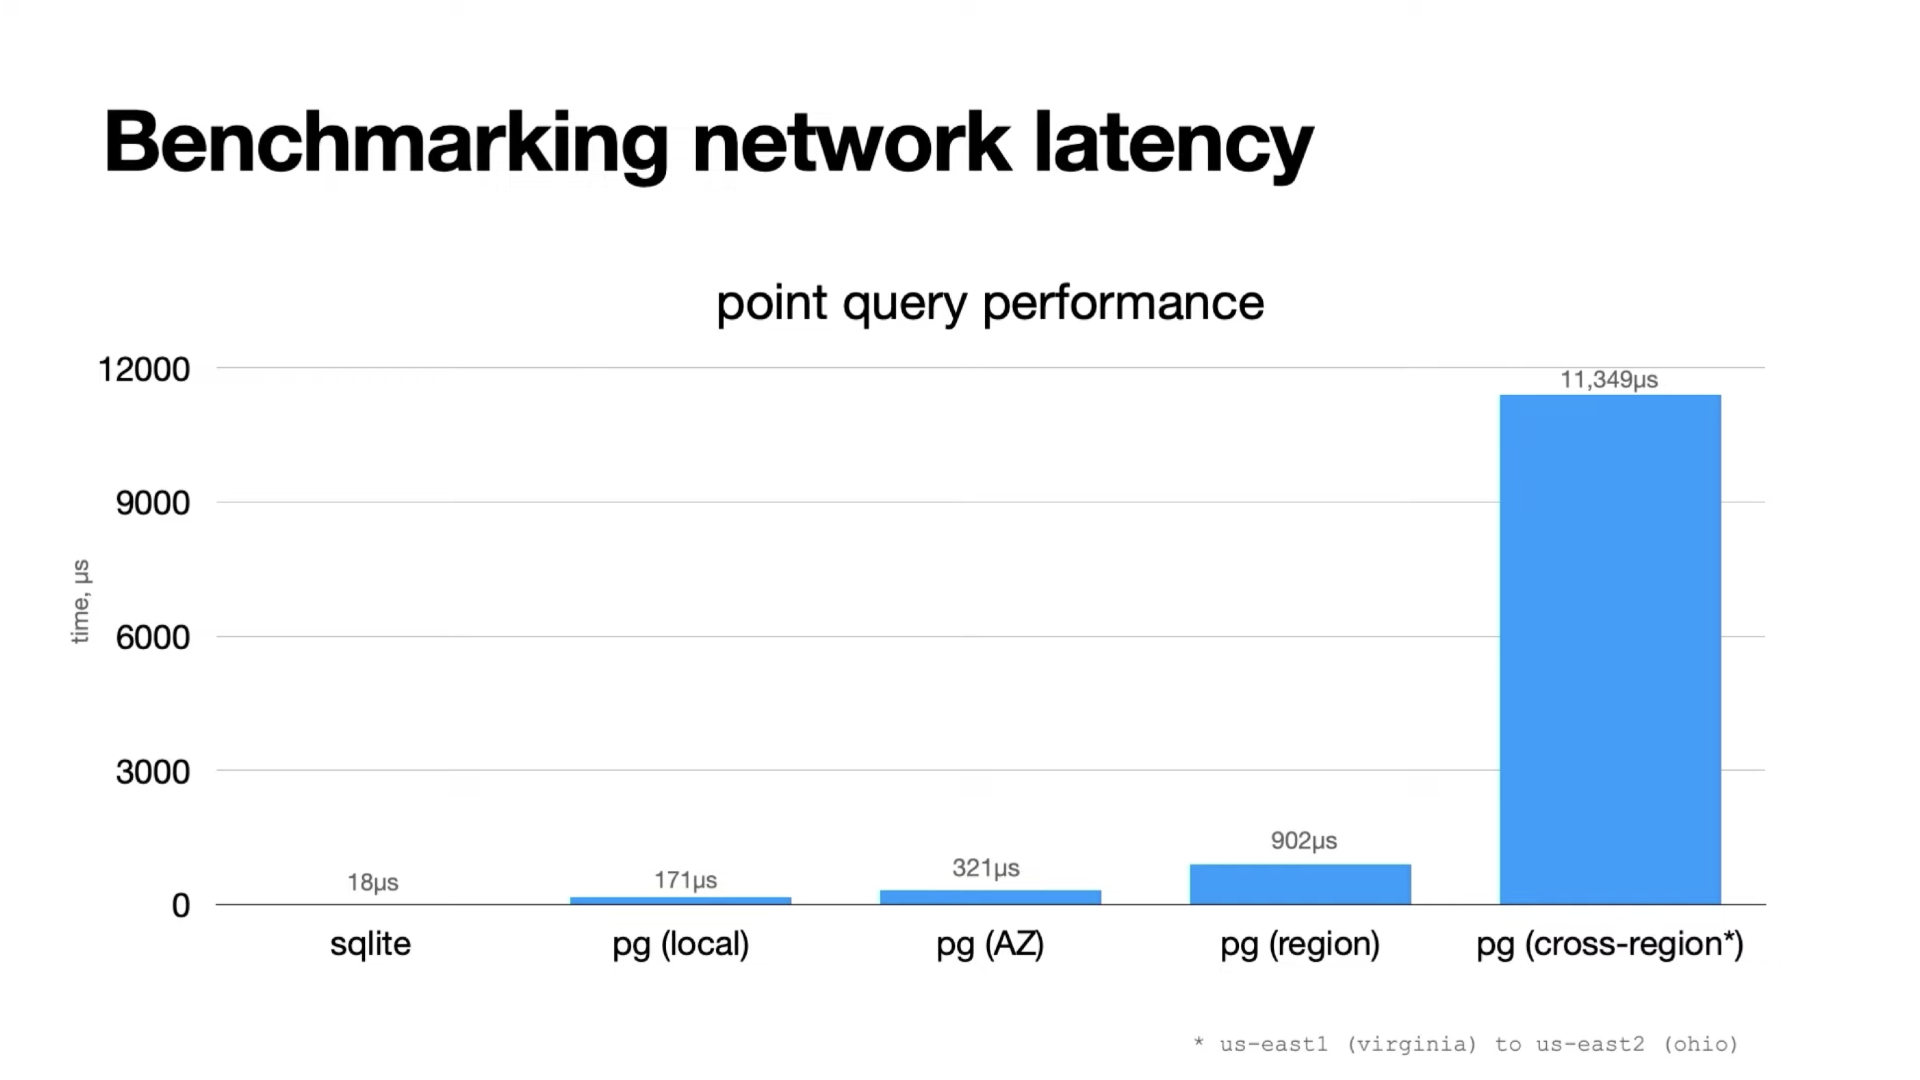 Benchmarking network latency
point query performance
12000
9000
6000
3000
0
time, µs
18µs
171µs
321µs
902µs
11,349µs
sqlite
pg (local)
pg (AZ)
pg (region)
pg (cross-region*)
* us-east1 (virginia) to us-east2 (ohio)